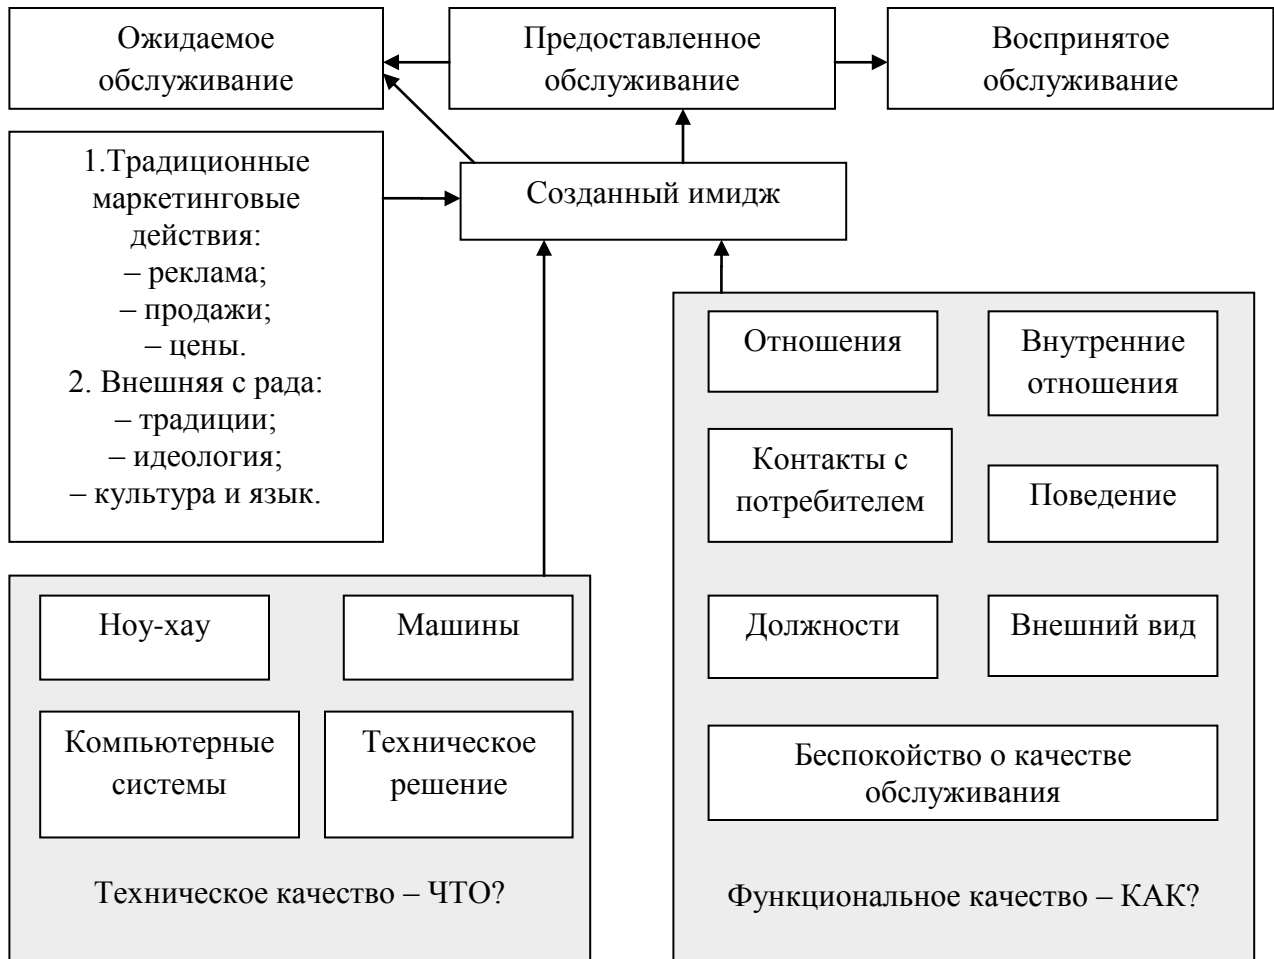 Ожидаемое
обслуживание
Предоставленное
обслуживание
Воспринятое
обслуживание
1.Традиционные
маркетинговые
действия:
– реклама;
– продажи;
– цены.
2. Внешняя с рада:
– традиции;
– идеология;
– культура и язык.
Созданный имидж
Отношения
Внутренние
отношения
Контакты с
потребителем
Поведение
Должности
Внешний вид
Беспокойство о качестве
обслуживания
Функциональное качество – КАК?
Ноу-хау
Машины
Компьютерные
системы
Техническое
решение
Техническое качество – ЧТО?